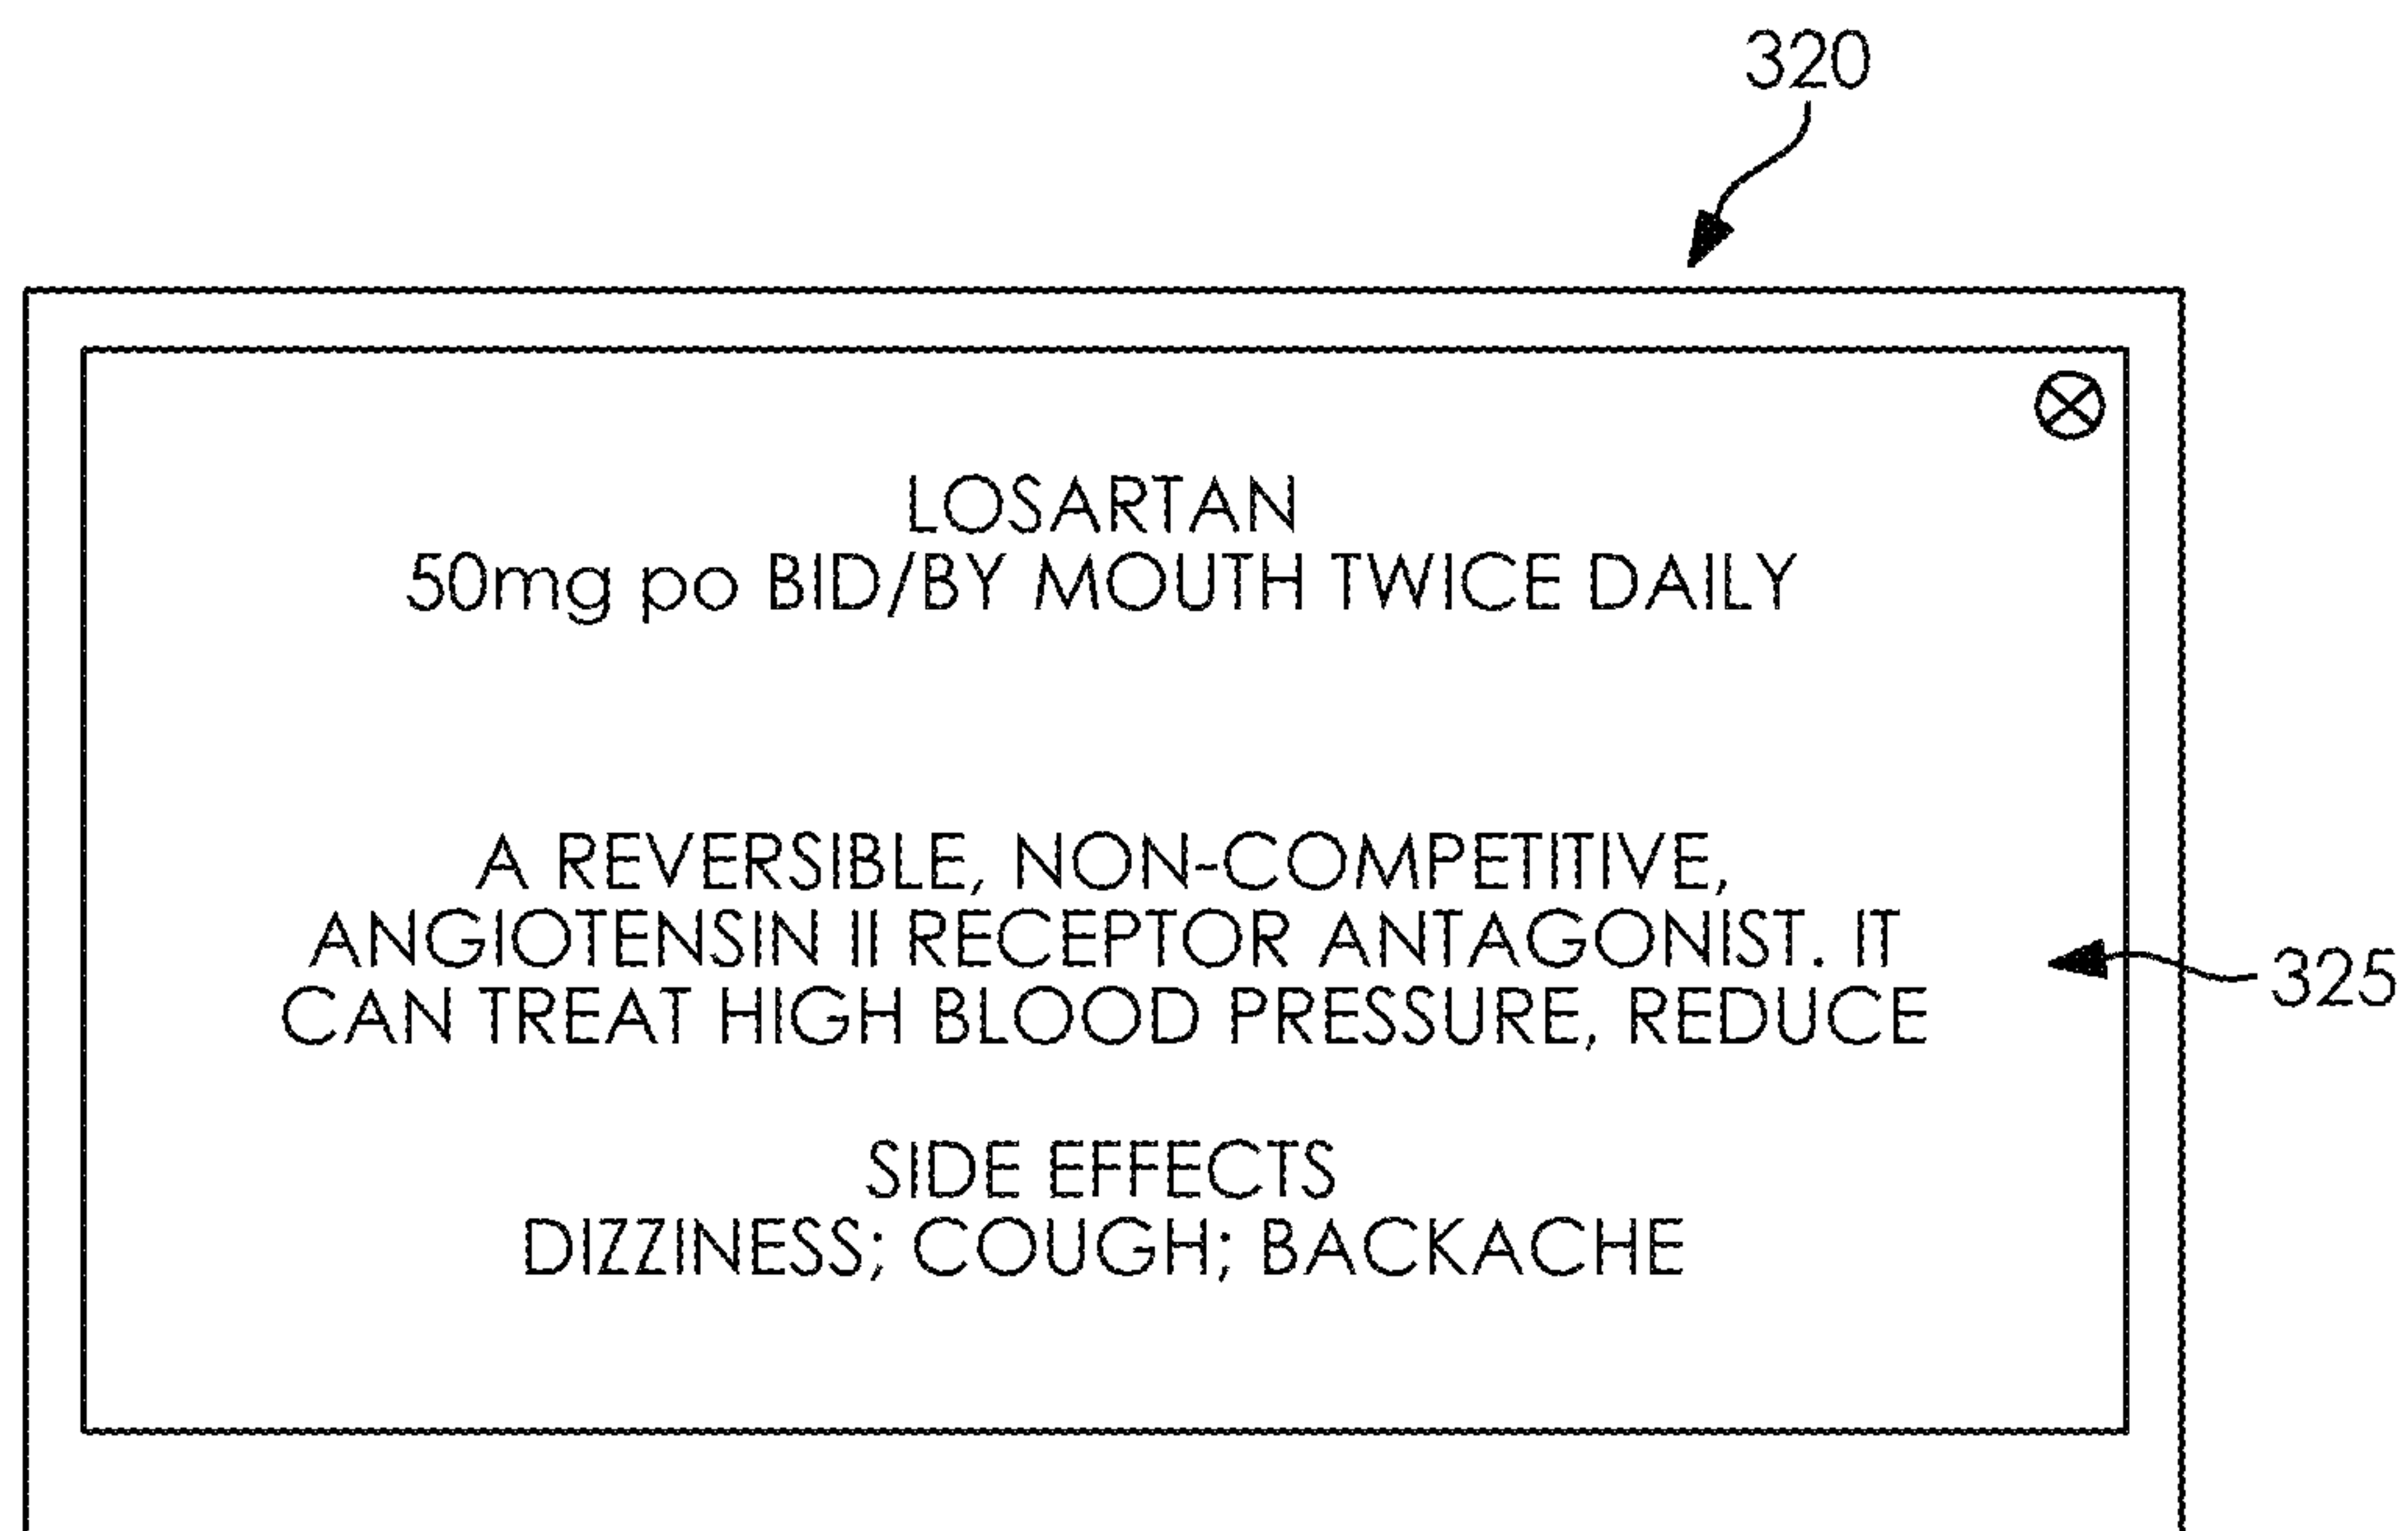 320
LOSARTAN
50mg po BID/BY MOUTH TWICE DAILY
A REVERSIBLE, NON-COMPETITIVE,
ANGIOTENSIN II RECEPTOR ANTAGONIST. IT
CAN TREAT HIGH BLOOD PRESSURE, REDUCE
325
SIDE EFFECTS
DIZZINESS; COUGH; BACKACHE